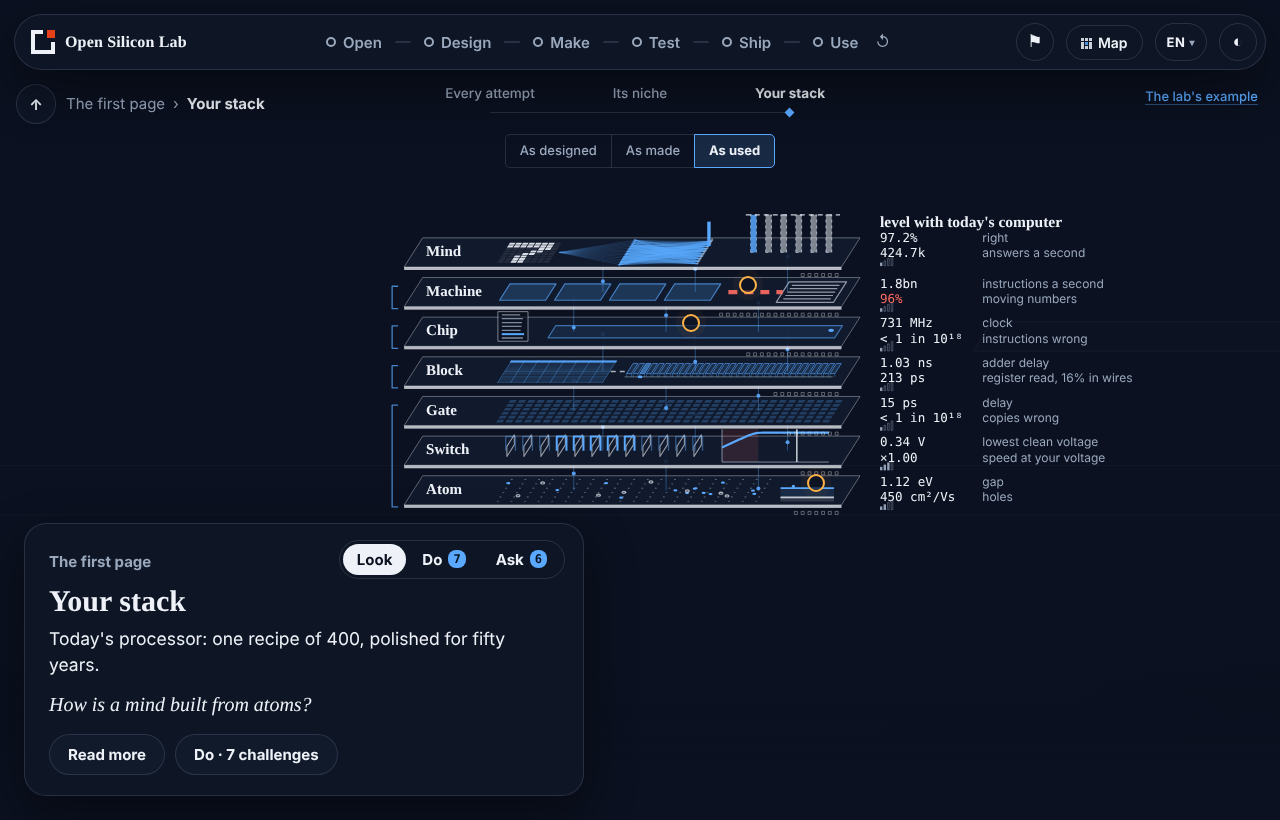 Open Silicon Lab
Open
Design
Make
Test
Ship
Use
Map
EN
The first page › Your stack
Every attempt
Its niche
Your stack
The lab's example
As designed
As made
As used
level with today's computer
Mind
97.2% right
424.7k answers a second
Machine
1.8bn instructions a second
96% moving numbers
Chip
731 MHz clock
< 1 in 10¹⁸ instructions wrong
Block
1.03 ns adder delay
213 ps register read, 16% in wires
Gate
15 ps delay
< 1 in 10¹⁸ copies wrong
Switch
0.34 V lowest clean voltage
×1.00 speed at your voltage
Atom
1.12 eV gap
450 cm²/Vs holes
The first page
Look
Do 7
Ask 6
Your stack
Today's processor: one recipe of 400, polished for fifty
years.
How is a mind built from atoms?
Read more
Do · 7 challenges